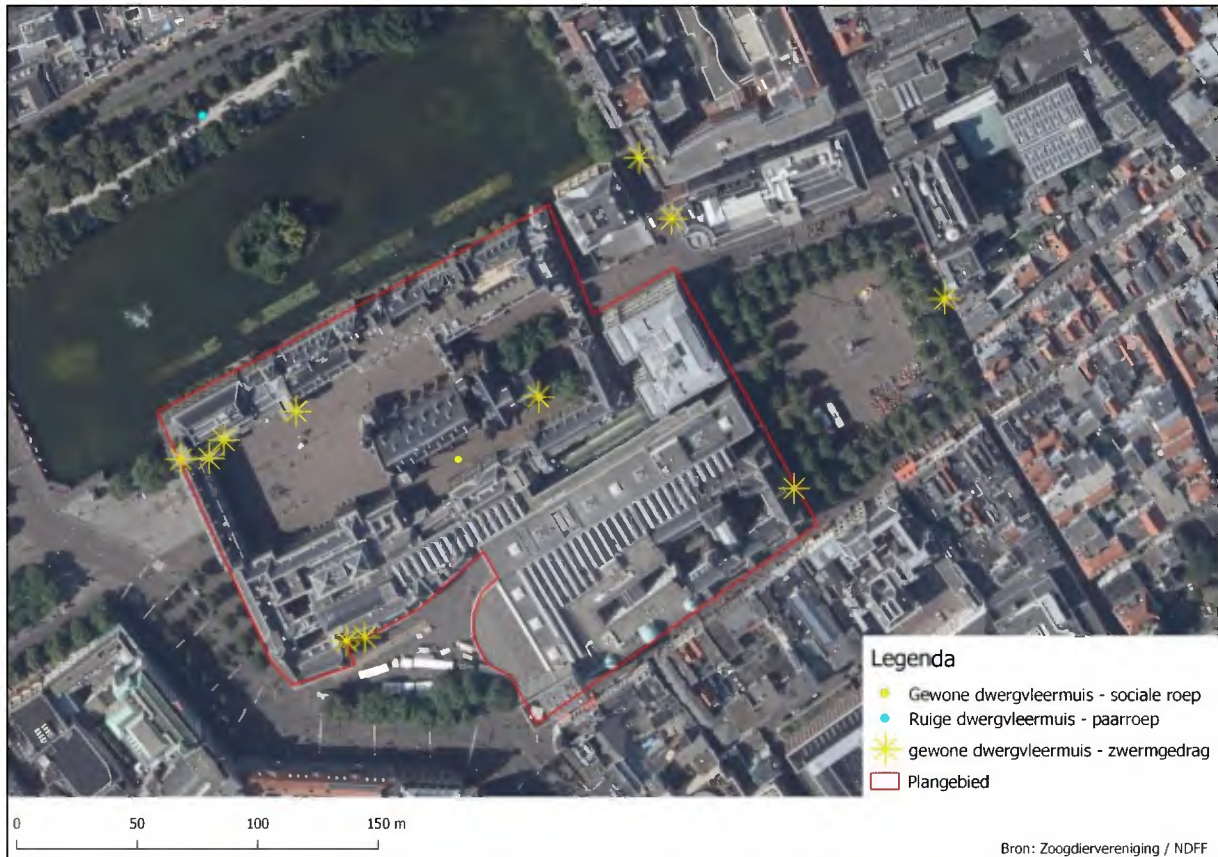 Legenda
Gewone dwergvleermuis - sociale roep
Ruige dwergvleermuis - paarroep
gewone dwergvleermuis - zwermgedrag
Plangebied
0 50 100 150 m
Bron: Zoogdiervereniging / NDFF